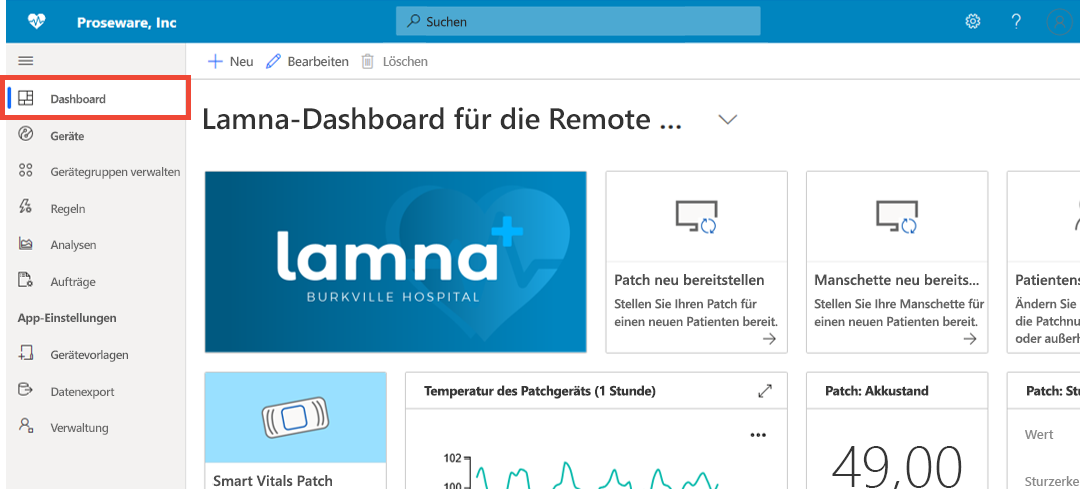 Proseware, Inc
Suchen
?
Neu
Bearbeiten
Löschen
Dashboard
Geräte
Gerätegruppen verwalten
Regeln
Analysen
Aufträge
App-Einstellungen
Gerätevorlagen
Datenexport
Verwaltung
Lamna-Dashboard für die Remote ...
lamna+
BURKVILLE HOSPITAL
Patch neu bereitstellen
Stellen Sie Ihren Patch für
einen neuen Patienten bereit.
Manschette neu bereits...
Stellen Sie Ihre Manschette für
einen neuen Patienten bereit.
Patientens
Ändern Sie
die Patchnu
oder außerh
Smart Vitals Patch
Temperatur des Patchgeräts (1 Stunde)
102
100
Patch: Akkustand
49,00
Patch: Stu
Wert
Sturzerke